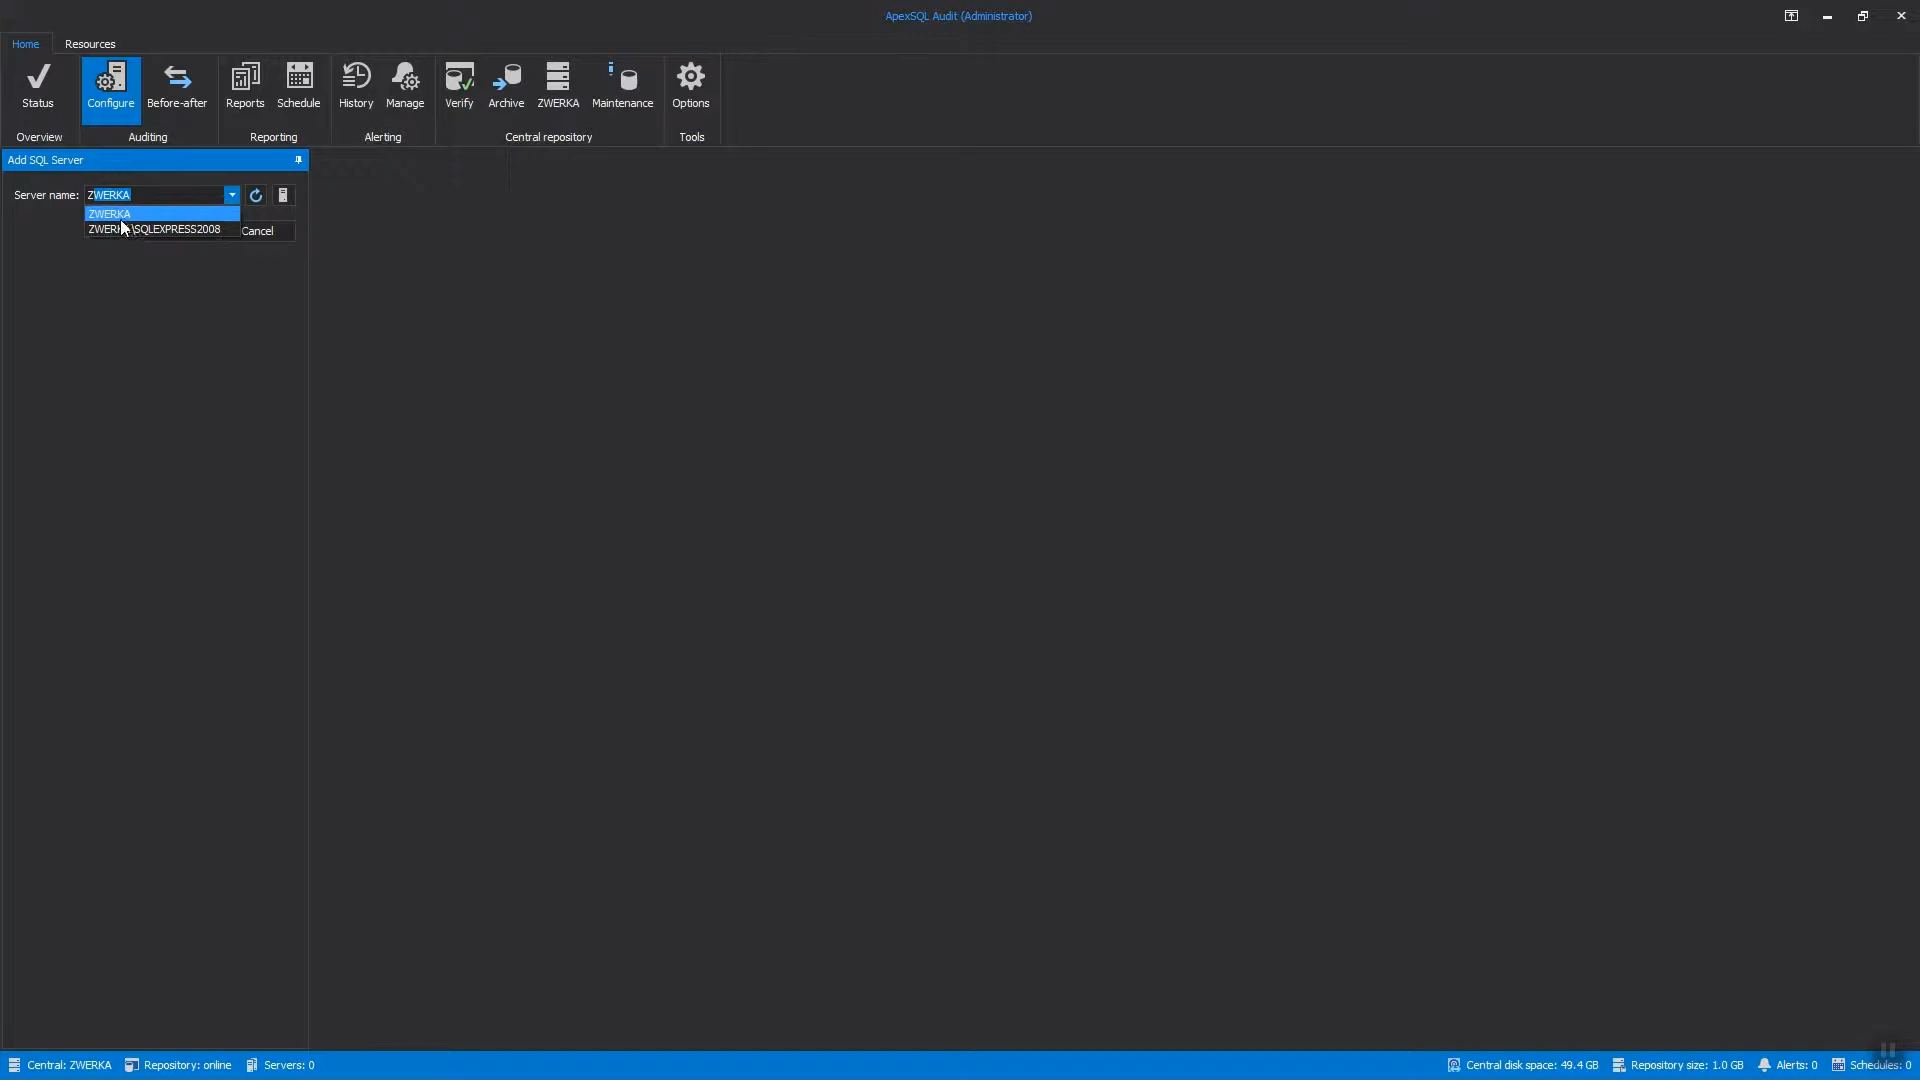 ApexSQL Audit (Administrator)
Home Resources
Status Configure Before-after Reports Schedule History Manage Verify Archive ZWERKA Maintenance Options
Overview Auditing Reporting Alerting Central repository Tools
Add SQL Server
Server name: ZWERKA
ZWERKA
ZWERKA\SQLEXPRESS2008 Cancel
Central: ZWERKA Repository: online Servers: 0 Central disk space: 49.4 GB Repository size: 1.0 GB Alerts: 0 Schedules: 0